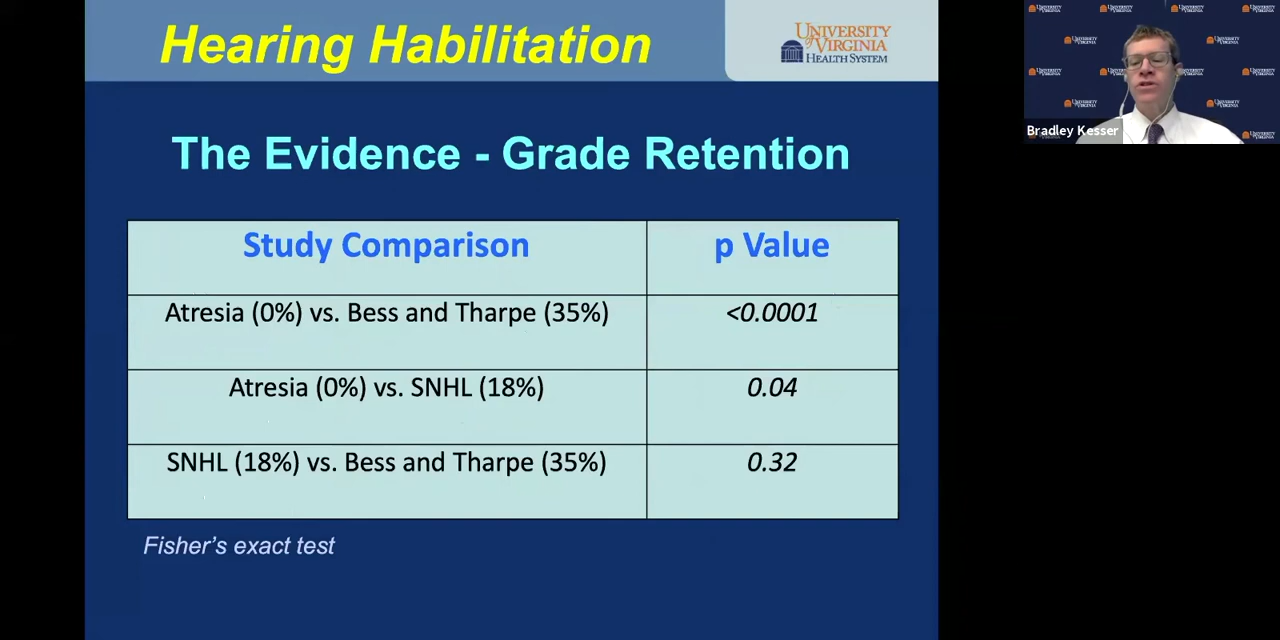 Hearing Habilitation
UNIVERSITY
of VIRGINIA
HEALTH SYSTEM
The Evidence - Grade Retention
Study Comparison
p Value
Atresia (0%) vs. Bess and Tharpe (35%)
<0.0001
Atresia (0%) vs. SNHL (18%)
0.04
SNHL (18%) vs. Bess and Tharpe (35%)
0.32
Fisher’s exact test
Bradley Kesser